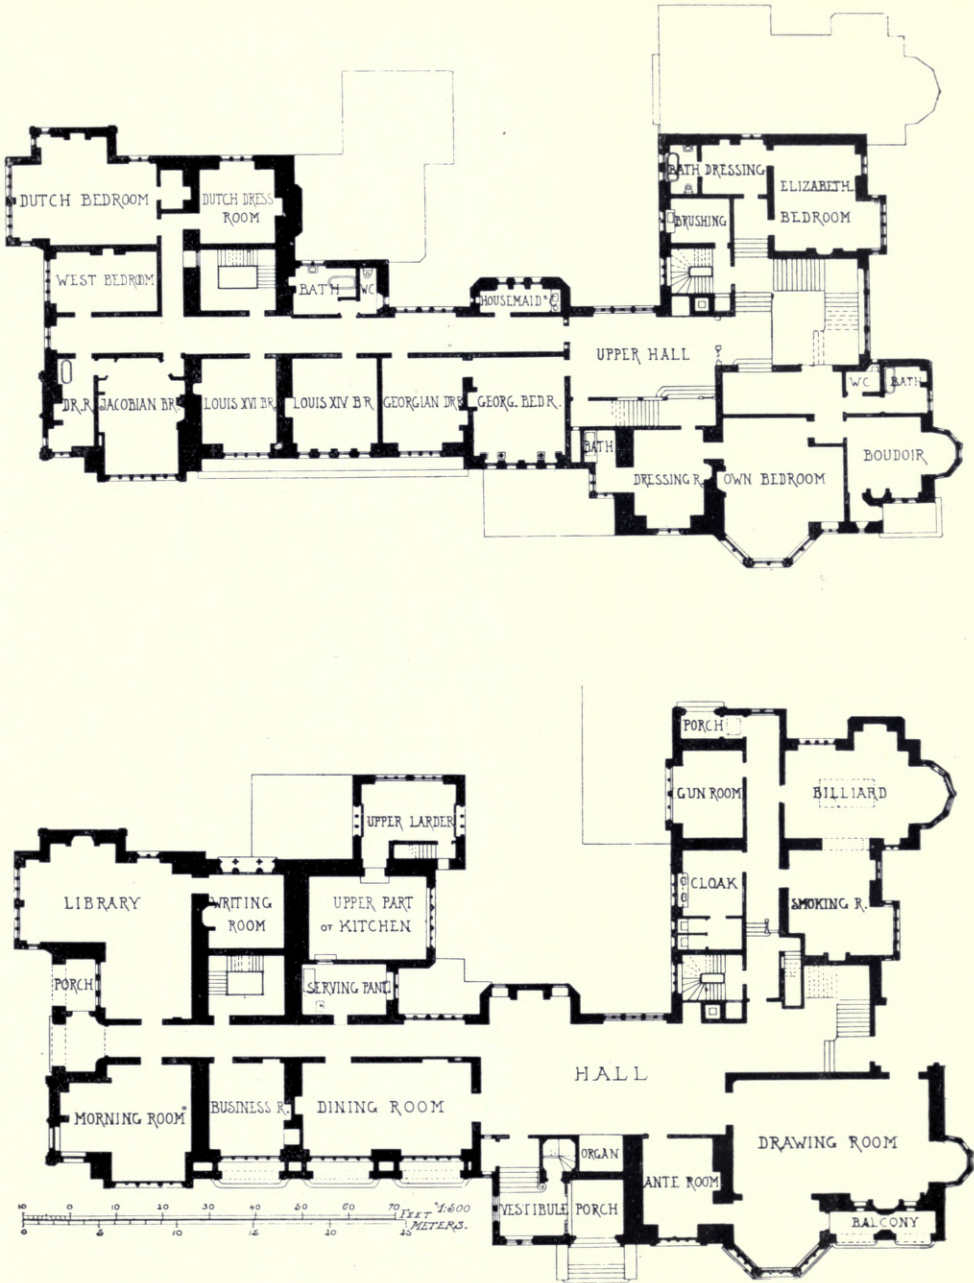 BATH DRESSING
ELIZABETH.
BEDROOM
DUTCH BEDROOM
DUTCH DRESS
ROOM
BRUSHING
WEST BEDROOM
BATH
WC
HOUSEMAID'S C.
UPPER HALL
DR.R.
JACOBIAN BR.
LOUIS XVI BR.
LOUIS XIV BR
GEORGIAN DR R
GEORG. BED R.
WC
BATH
BATH
DRESSING R.
OWN BEDROOM
BOUDOIR
PORCH
GUN ROOM
BILLIARD
UPPER LARDER
CLOAK
SMOKING R.
LIBRARY
WRITING
ROOM
UPPER PART
OF KITCHEN
PORCH
SERVING PANT.
HALL
MORNING ROOM
BUSINESS R.
DINING ROOM
DRAWING ROOM
ORGAN
ANTE ROOM
VESTIBULE
PORCH
BALCONY
10 0 10 20 30 40 50 60 70 FEET 1:600
0 5 10 15 20 25 METERS.